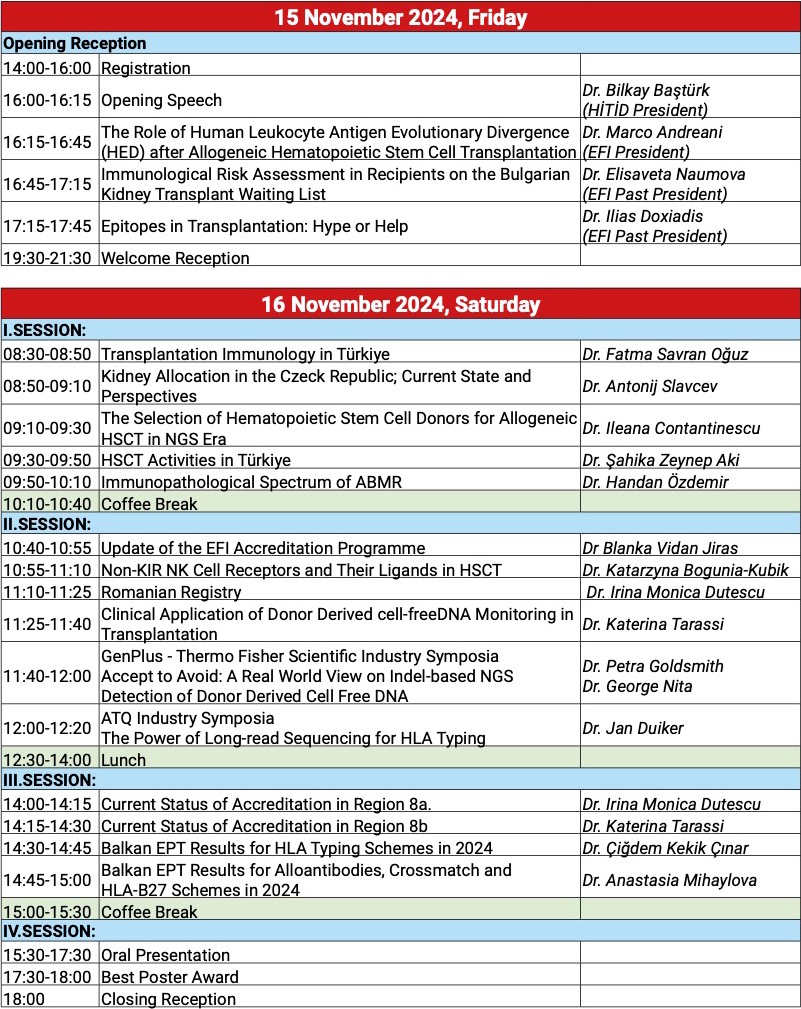 15 November 2024, Friday
Opening Reception
14:00-16:00 Registration
16:00-16:15 Opening Speech Dr. Bilkay Baştürk
(HİTİD President)
16:15-16:45 The Role of Human Leukocyte Antigen Evolutionary Divergence
(HED) after Allogeneic Hematopoietic Stem Cell Transplantation Dr. Marco Andreani
(EFI President)
16:45-17:15 Immunological Risk Assessment in Recipients on the Bulgarian
Kidney Transplant Waiting List Dr. Elisaveta Naumova
(EFI Past President)
17:15-17:45 Epitopes in Transplantation: Hype or Help Dr. Ilias Doxiadis
(EFI Past President)
19:30-21:30 Welcome Reception
16 November 2024, Saturday
I.SESSION:
08:30-08:50 Transplantation Immunology in Türkiye Dr. Fatma Savran Oğuz
08:50-09:10 Kidney Allocation in the Czeck Republic; Current State and
Perspectives Dr. Antonij Slavcev
09:10-09:30 The Selection of Hematopoietic Stem Cell Donors for Allogeneic
HSCT in NGS Era Dr. Ileana Contantinescu
09:30-09:50 HSCT Activities in Türkiye Dr. Şahika Zeynep Aki
09:50-10:10 Immunopathological Spectrum of ABMR Dr. Handan Özdemir
10:10-10:40 Coffee Break
II.SESSION:
10:40-10:55 Update of the EFI Accreditation Programme Dr Blanka Vidan Jiras
10:55-11:10 Non-KIR NK Cell Receptors and Their Ligands in HSCT Dr. Katarzyna Bogunia-Kubik
11:10-11:25 Romanian Registry Dr. Irina Monica Dutescu
11:25-11:40 Clinical Application of Donor Derived cell-freeDNA Monitoring in
Transplantation Dr. Katerina Tarassi
11:40-12:00 GenPlus - Thermo Fisher Scientific Industry Symposia
Accept to Avoid: A Real World View on Indel-based NGS
Detection of Donor Derived Cell Free DNA Dr. Petra Goldsmith
Dr. George Nita
12:00-12:20 ATQ Industry Symposia
The Power of Long-read Sequencing for HLA Typing Dr. Jan Duiker
12:30-14:00 Lunch
III.SESSION:
14:00-14:15 Current Status of Accreditation in Region 8a. Dr. Irina Monica Dutescu
14:15-14:30 Current Status of Accreditation in Region 8b Dr. Katerina Tarassi
14:30-14:45 Balkan EPT Results for HLA Typing Schemes in 2024 Dr. Çiğdem Kekik Çınar
14:45-15:00 Balkan EPT Results for Alloantibodies, Crossmatch and
HLA-B27 Schemes in 2024 Dr. Anastasia Mihaylova
15:00-15:30 Coffee Break
IV.SESSION:
15:30-17:30 Oral Presentation
17:30-18:00 Best Poster Award
18:00 Closing Reception